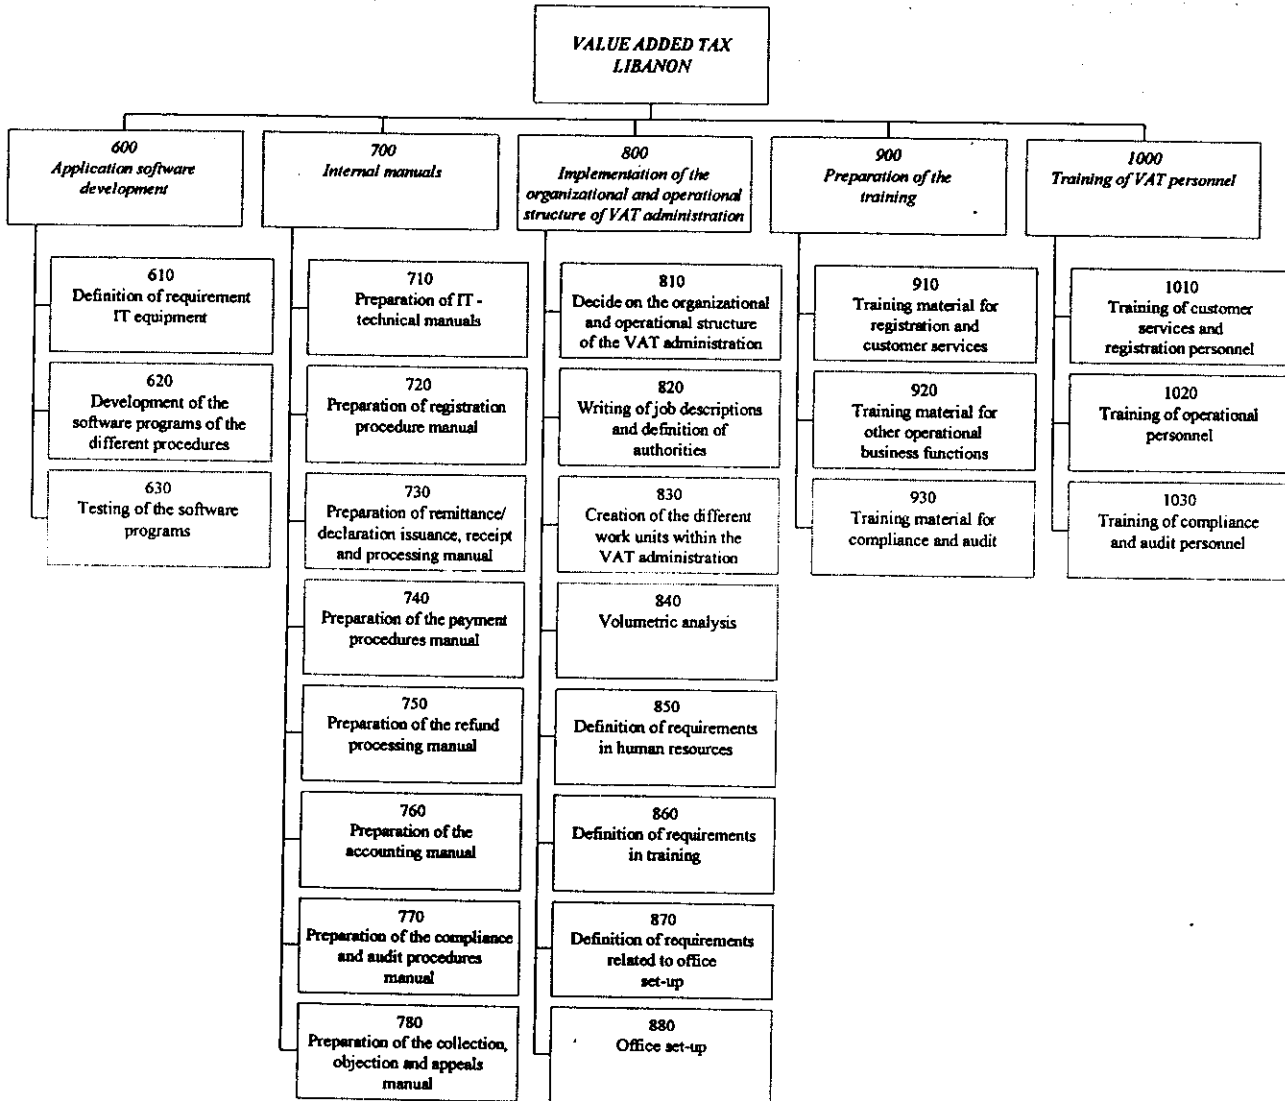 VALUE ADDED TAX
LIBANON
600
Application software
development
700
Internal manuals
800
Implementation of the
organizational and operational
structure of VAT administration
900
Preparation of the
training
1000
Training of VAT personnel
610
Definition of requirement
IT equipment
620
Development of the
software programs of the
different procedures
630
Testing of the software
programs
710
Preparation of IT -
technical manuals
720
Preparation of registration
procedure manual
730
Preparation of remittance/
declaration issuance, receipt
and processing manual
740
Preparation of the payment
procedures manual
750
Preparation of the refund
processing manual
760
Preparation of the
accounting manual
770
Preparation of the compliance
and audit procedures
manual
780
Preparation of the collection,
objection and appeals
manual
810
Decide on the organizational
and operational structure
of the VAT administration
820
Writing of job descriptions
and definition of
authorities
830
Creation of the different
work units within the
VAT administration
840
Volumetric analysis
850
Definition of requirements
in human resources
860
Definition of requirements
in training
870
Definition of requirements
related to office
set-up
880
Office set-up
910
Training material for
registration and
customer services
920
Training material for
other operational
business functions
930
Training material for
compliance and audit
1010
Training of customer
services and
registration personnel
1020
Training of operational
personnel
1030
Training of compliance
and audit personnel